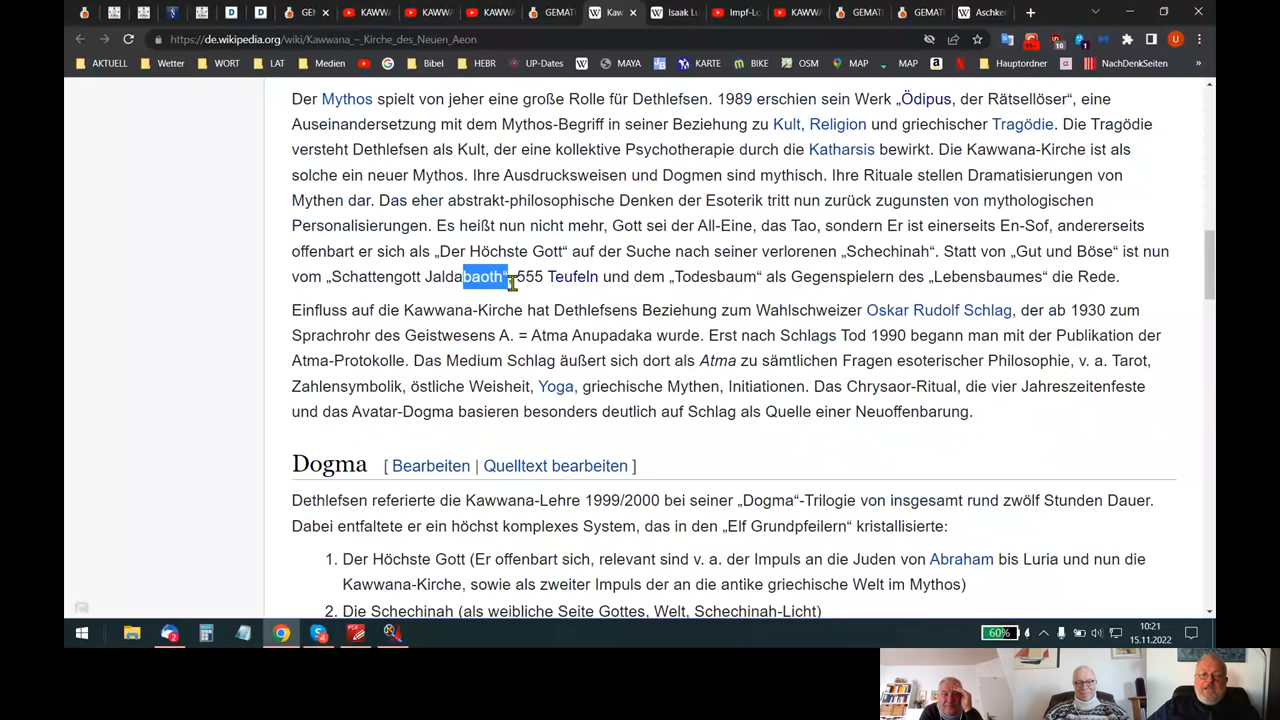 GEM
KAWW
KAWW
KAWW
GEMAT
Kaw
Isaak Lu
Impf-Lo
KAWW
GEMAT
GEMAT
Aschke
https://de.wikipedia.org/wiki/Kawwana_–_Kirche_des_Neuen_Aeon
AKTUELL Wetter WORT LAT Medien Bibel HEBR UP-Dates MAYA KARTE BIKE OSM MAP MAP Hauptordner NachDenkSeiten
Der Mythos spielt von jeher eine große Rolle für Dethlefsen. 1989 erschien sein Werk „Ödipus, der Rätsellöser“, eine
Auseinandersetzung mit dem Mythos-Begriff in seiner Beziehung zu Kult, Religion und griechischer Tragödie. Die Tragödie
versteht Dethlefsen als Kult, der eine kollektive Psychotherapie durch die Katharsis bewirkt. Die Kawwana-Kirche ist als
solche ein neuer Mythos. Ihre Ausdrucksweisen und Dogmen sind mythisch. Ihre Rituale stellen Dramatisierungen von
Mythen dar. Das eher abstrakt-philosophische Denken der Esoterik tritt nun zurück zugunsten von mythologischen
Personalisierungen. Es heißt nun nicht mehr, Gott sei der All-Eine, das Tao, sondern Er ist einerseits En-Sof, andererseits
offenbart er sich als „Der Höchste Gott“ auf der Suche nach seiner verlorenen „Schechinah“. Statt von „Gut und Böse“ ist nun
vom „Schattengott Jaldabaoth“, 555 Teufeln und dem „Todesbaum“ als Gegenspielern des „Lebensbaumes“ die Rede.
Einfluss auf die Kawwana-Kirche hat Dethlefsens Beziehung zum Wahlschweizer Oskar Rudolf Schlag, der ab 1930 zum
Sprachrohr des Geistwesens A. = Atma Anupadaka wurde. Erst nach Schlags Tod 1990 begann man mit der Publikation der
Atma-Protokolle. Das Medium Schlag äußert sich dort als Atma zu sämtlichen Fragen esoterischer Philosophie, v. a. Tarot,
Zahlensymbolik, östliche Weisheit, Yoga, griechische Mythen, Initiationen. Das Chrysaor-Ritual, die vier Jahreszeitenfeste
und das Avatar-Dogma basieren besonders deutlich auf Schlag als Quelle einer Neuoffenbarung.
Dogma [ Bearbeiten | Quelltext bearbeiten ]
Dethlefsen referierte die Kawwana-Lehre 1999/2000 bei seiner „Dogma“-Trilogie von insgesamt rund zwölf Stunden Dauer.
Dabei entfaltete er ein höchst komplexes System, das in den „Elf Grundpfeilern“ kristallisierte:
1. Der Höchste Gott (Er offenbart sich, relevant sind v. a. der Impuls an die Juden von Abraham bis Luria und nun die
Kawwana-Kirche, sowie als zweiter Impuls der an die antike griechische Welt im Mythos)
2. Die Schechinah (als weibliche Seite Gottes, Welt, Schechinah-Licht)
60%
10:21
15.11.2022